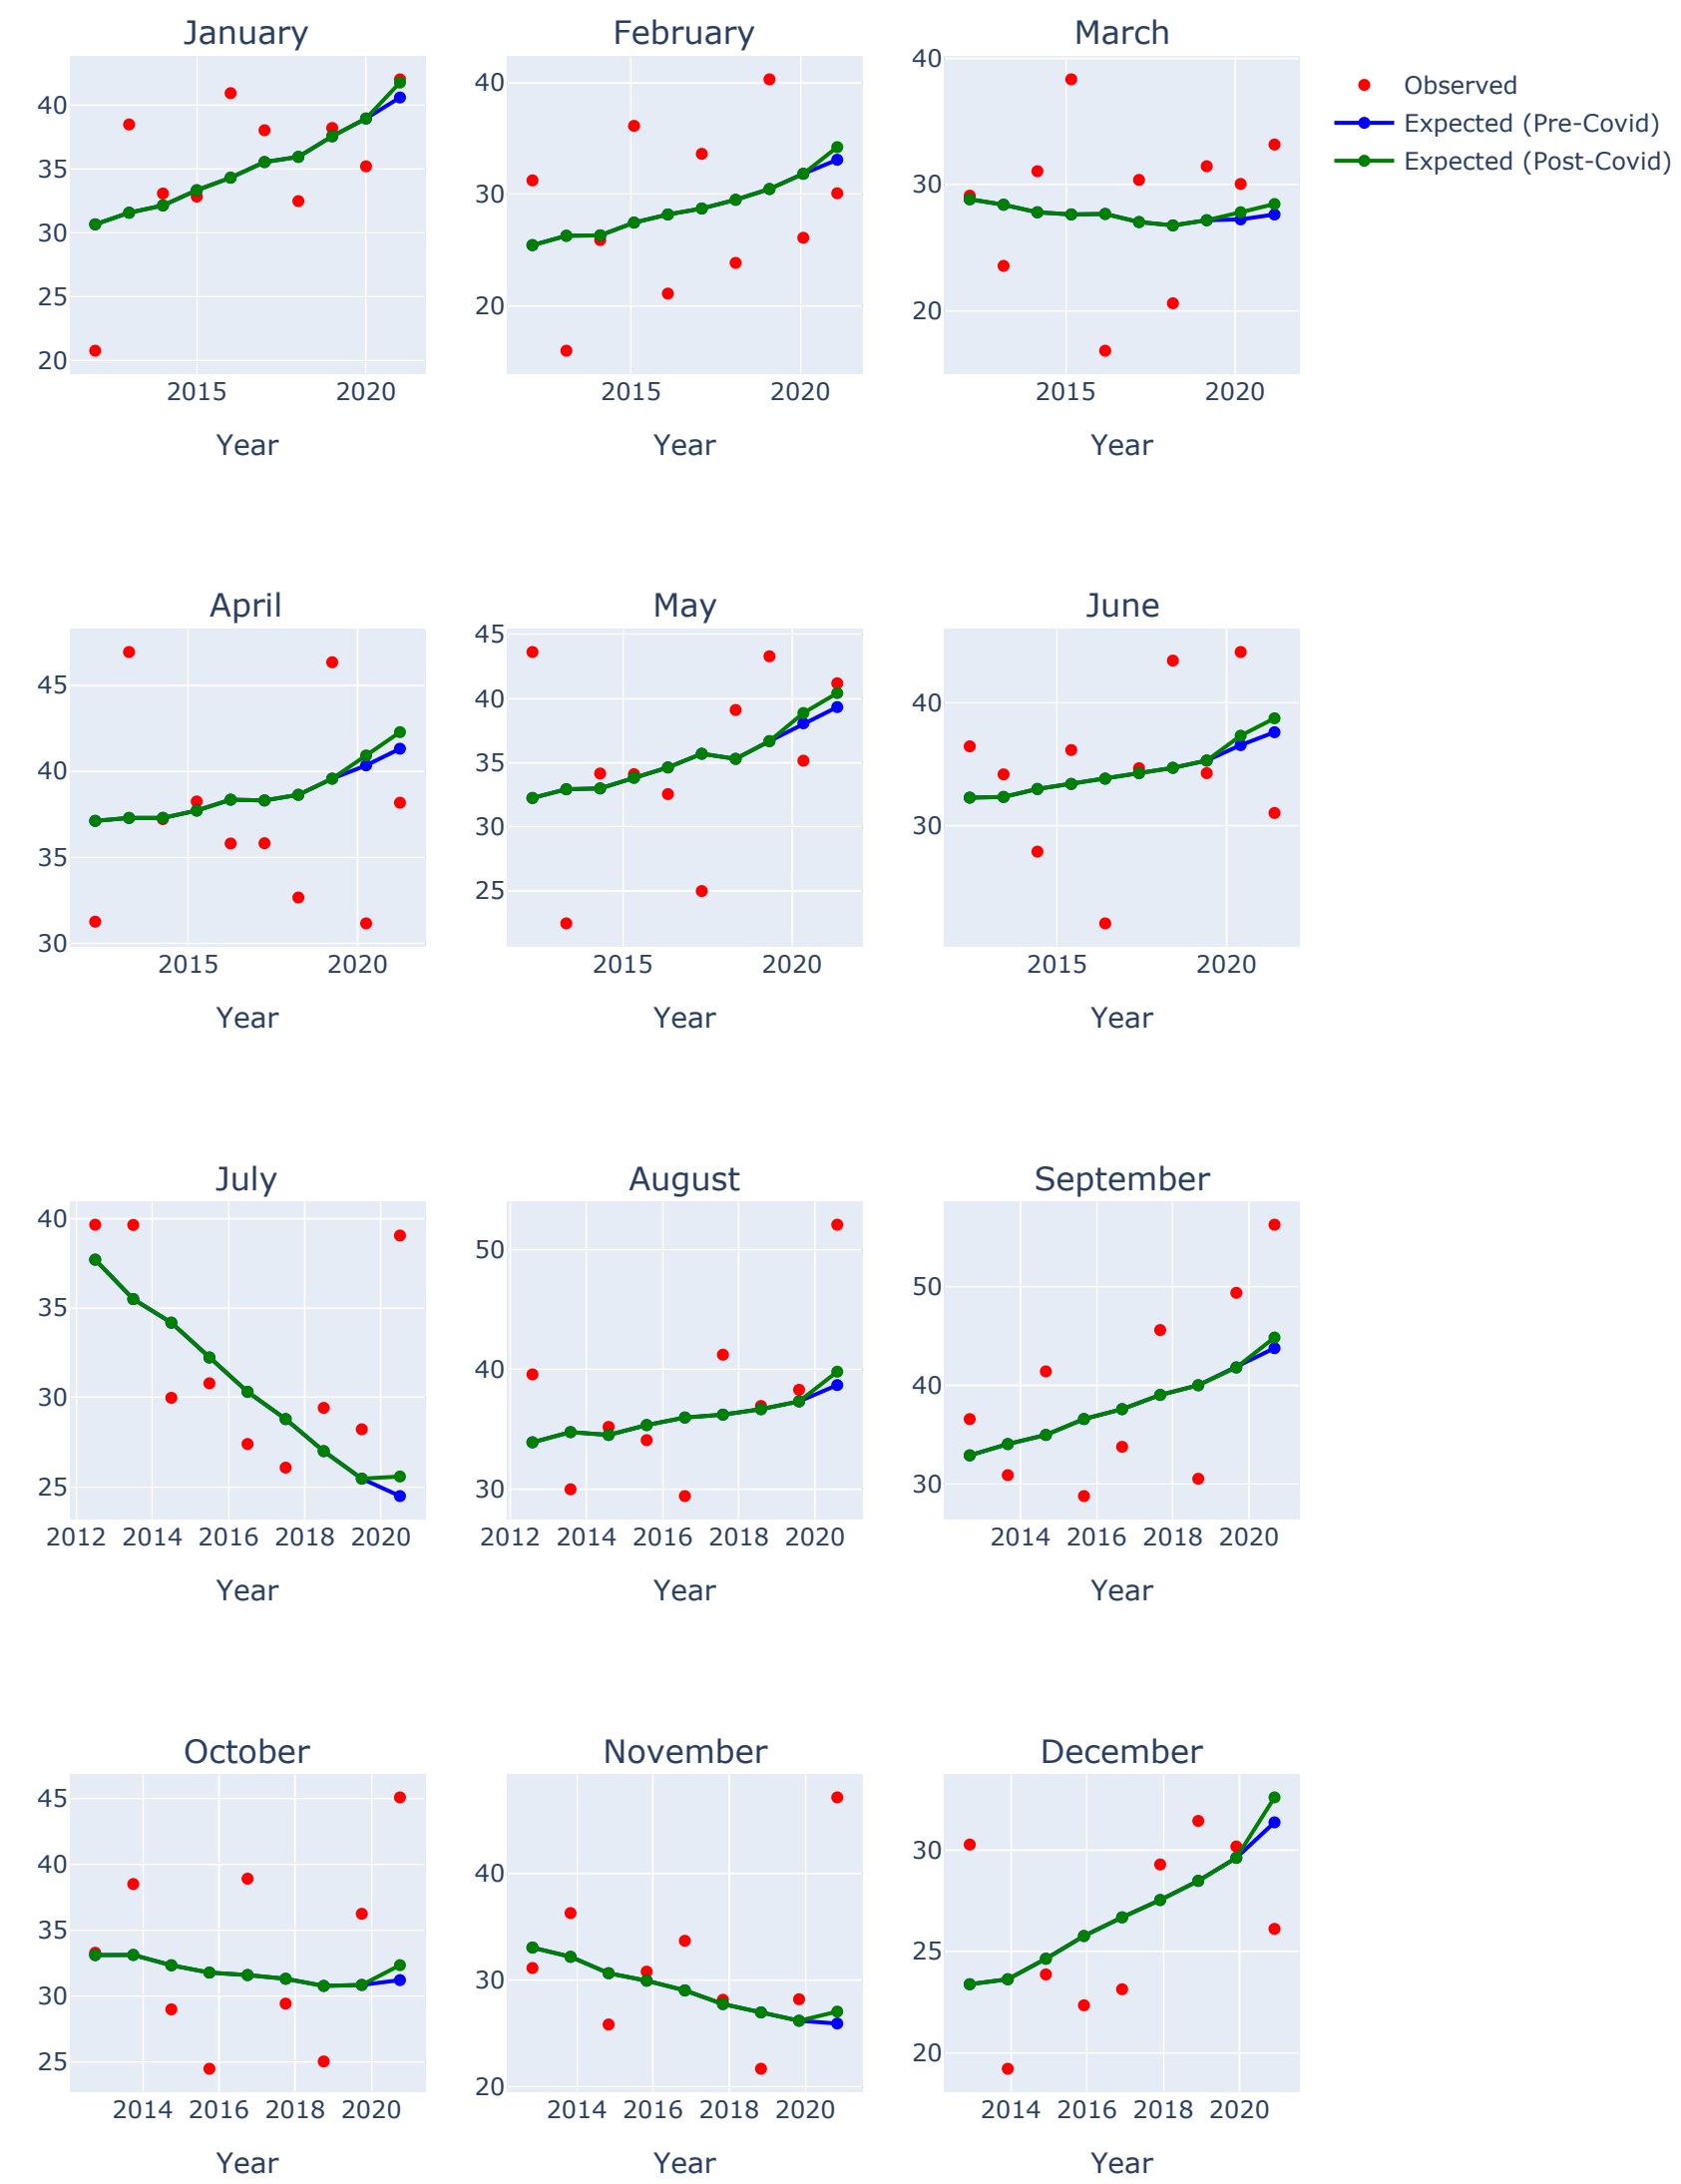 January February March
40 35 30 25 20
2015 2020
Year
40 30 20
2015 2020
Year
40 30 20
2015 2020
Year
Observed
Expected (Pre-Covid)
Expected (Post-Covid)
April May June
45 40 35 30
2015 2020
Year
45 40 35 30 25
2015 2020
Year
40 30
2015 2020
Year
July August September
40 35 30 25
2012 2014 2016 2018 2020
Year
50 40 30
2012 2014 2016 2018 2020
Year
50 40 30
2014 2016 2018 2020
Year
October November December
45 40 35 30 25
2014 2016 2018 2020
Year
40 30 20
2014 2016 2018 2020
Year
30 25 20
2014 2016 2018 2020
Year